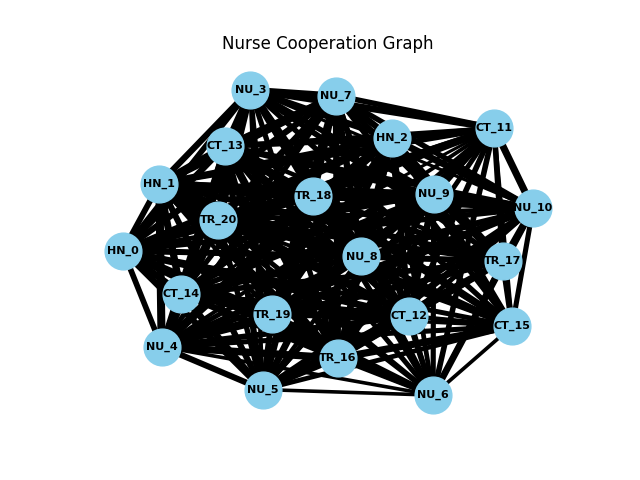 Nurse Cooperation Graph
NU_3
NU_7
CT_11
HN_2
CT_13
HN_1
NU_9
TR_18
NU_10
TR_20
HN_0
NU_8
TR_17
CT_14
TR_19
CT_12
CT_15
NU_4
TR_16
NU_5
NU_6